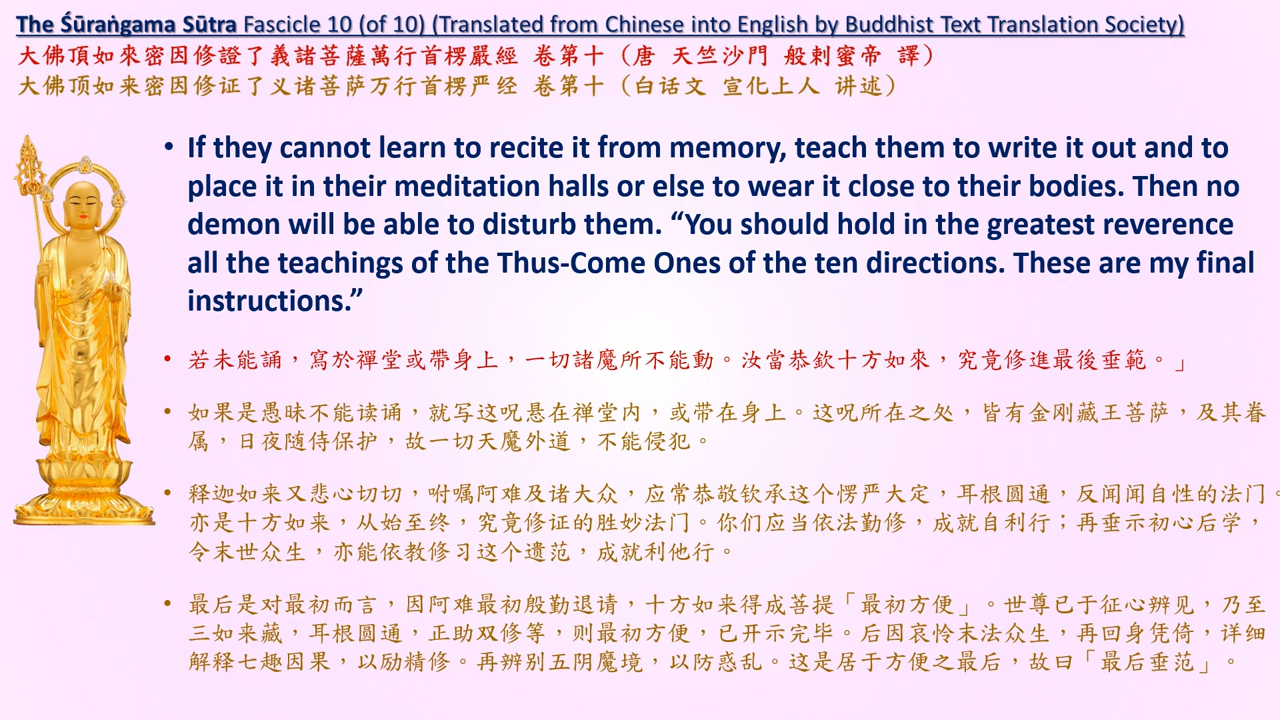 The Śūraṅgama Sūtra Fascicle 10 (of 10) (Translated from Chinese into English by Buddhist Text Translation Society)
大佛頂如來密因修證了義諸菩薩萬行首楞嚴經 卷第十 (唐 天竺沙門 般剌蜜帝 譯)
大佛顶如来密因修证了义诸菩萨万行首楞严经 卷第十 (白话文 宣化上人 讲述)
• If they cannot learn to recite it from memory, teach them to write it out and to
place it in their meditation halls or else to wear it close to their bodies. Then no
demon will be able to disturb them. “You should hold in the greatest reverence
all the teachings of the Thus-Come Ones of the ten directions. These are my final
instructions.”
• 若未能誦，寫於禪堂或帶身上，一切諸魔所不能動。汝當恭欽十方如來，究竟修進最後垂範。」
• 如果是愚昧不能读诵，就写这咒悬在禅堂内，或带在身上。这咒所在之处，皆有金刚藏王菩萨，及其眷
属，日夜随侍保护，故一切天魔外道，不能侵犯。
• 释迦如来又悲心切切，咐嘱阿难及诸大众，应常恭敬钦承这个愣严大定，耳根圆通，反闻闻自性的法门。
亦是十方如来，从始至终，究竟修证的胜妙法门。你们应当依法勤修，成就自利行；再垂示初心后学，
令末世众生，亦能依教修习这个遗范，成就利他行。
• 最后是对最初而言，因阿难最初殷勤退请，十方如来得成菩提「最初方便」。世尊已于征心辨见，乃至
三如来藏，耳根圆通，正助双修等，则最初方便，已开示完毕。后因哀怜末法众生，再回身凭倚，详细
解释七趣因果，以励精修。再辨别五阴魔境，以防惑乱。这是居于方便之最后，故曰「最后垂范」。